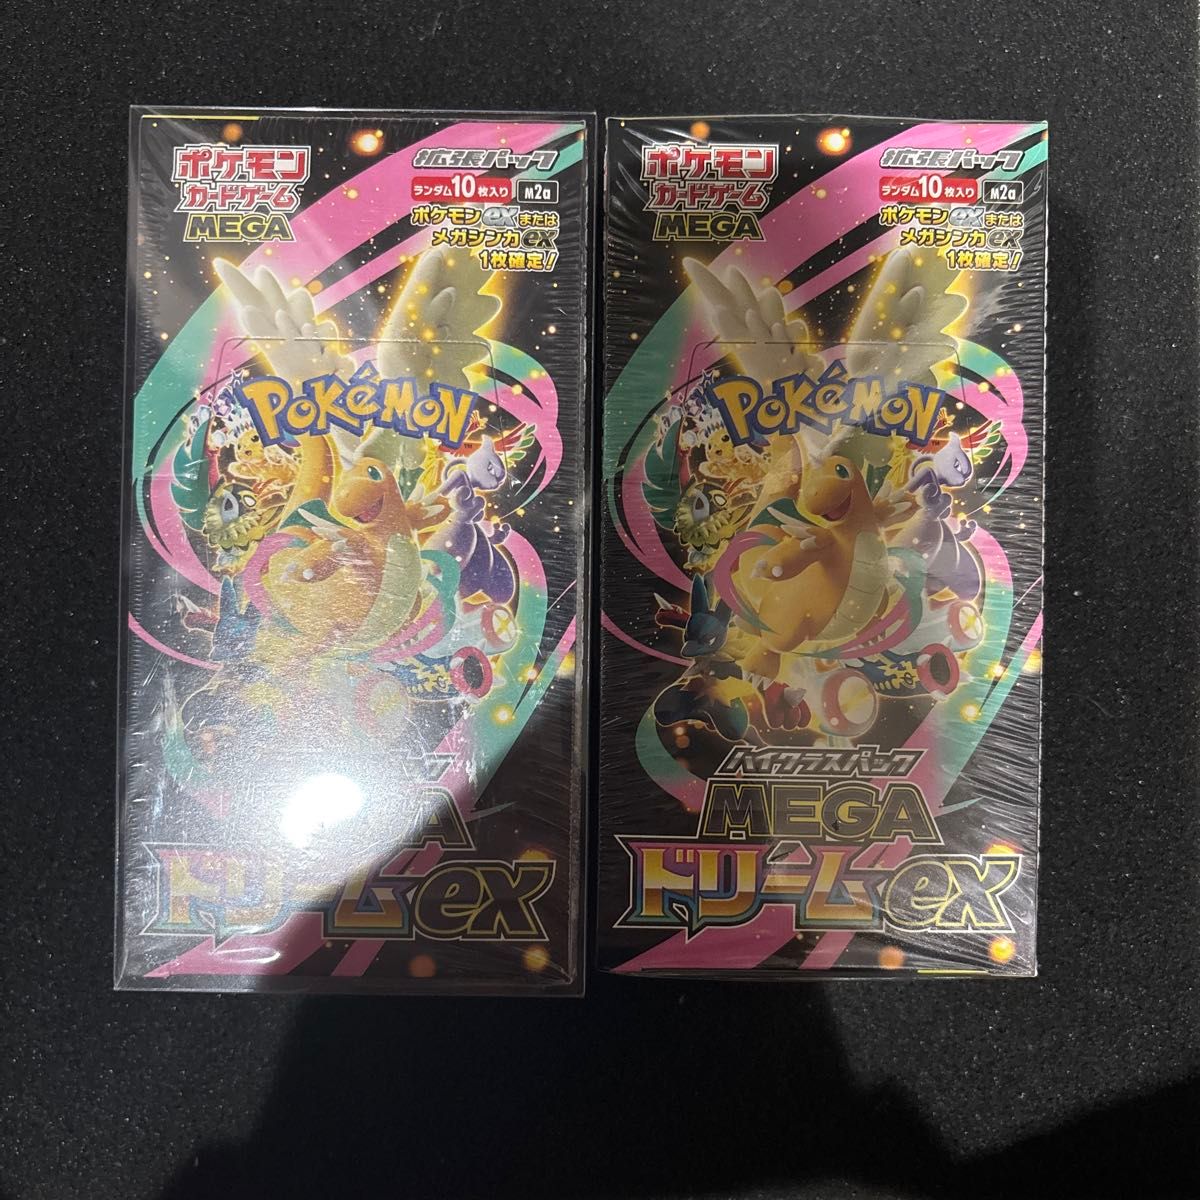 ポケモン
カードゲーム
MEGA
拡張パック
ランダム10枚入り M2a
ポケモンexまたは
メガシンカex
1枚確定!
POKéMON
TM
GA
ドリームex
ポケモン
カードゲーム
MEGA
拡張パック
ランダム10枚入り M2a
ポケモンexまたは
メガシンカex
1枚確定!
POKéMON
TM
ハイクラスパック
MEGA
ドリームex